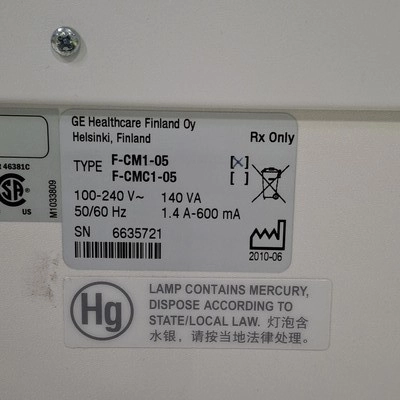 GE Healthcare Finland Oy
Helsinki, Finland
Rx Only
TYPE F-CM1-05 [X]
F-CMC1-05 [ ]
100-240 V~ 140 VA
50/60 Hz 1.4 A-600 mA
SN 6635721
2010-06
46381C
US
M1033809
Hg
LAMP CONTAINS MERCURY,
DISPOSE ACCORDING TO
STATE/LOCAL LAW. 灯泡含
水银，请按当地法律处理。